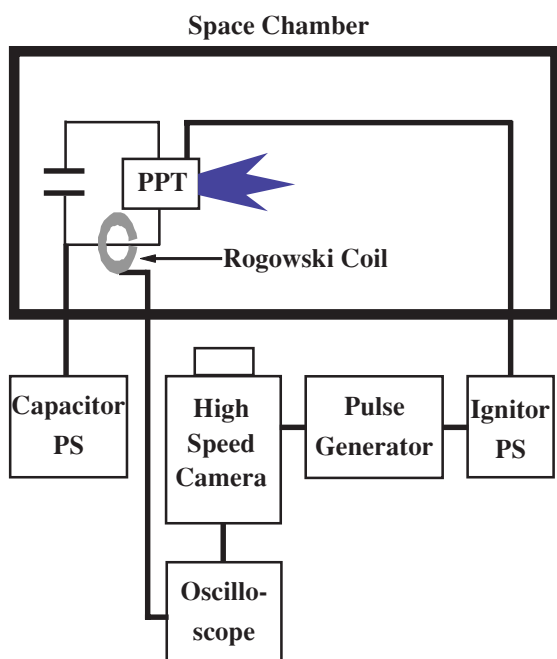 Space Chamber
PPT
Rogowski Coil
Capacitor
PS
High
Speed
Camera
Pulse
Generator
Ignitor
PS
Oscillo-
scope